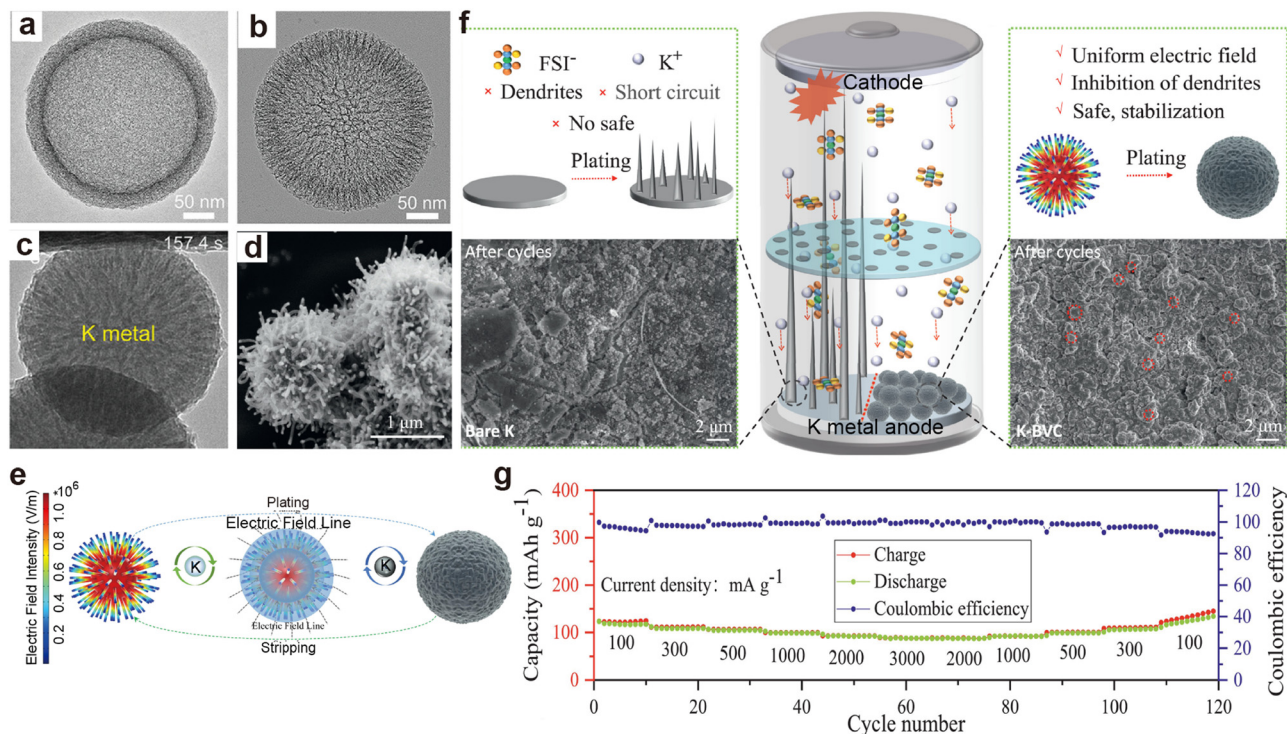 a
50 nm
b
50 nm
c
157.4 s
K metal
d
1 μm
e
Electric Field Intensity (V/m)
*10⁶
1.0
0.8
0.6
0.4
0.2
Plating
Electric Field Line
K
K
Electric Field Line
Stripping
f
FSI⁻
K⁺
× Dendrites
× Short circuit
× No safe
Plating
After cycles
Bare K
2 μm
Cathode
K metal anode
√ Uniform electric field
√ Inhibition of dendrites
√ Safe, stabilization
Plating
After cycles
K-BVC
2 μm
g
Capacity (mAh g⁻¹)
400
300
200
100
0
Current density: mA g⁻¹
Charge
Discharge
Coulombic efficiency
100
300
500
1000
2000
3000
2000
1000
500
300
100
0
20
40
60
80
100
120
Cycle number
120
100
80
60
40
20
0
Coulombic efficiency